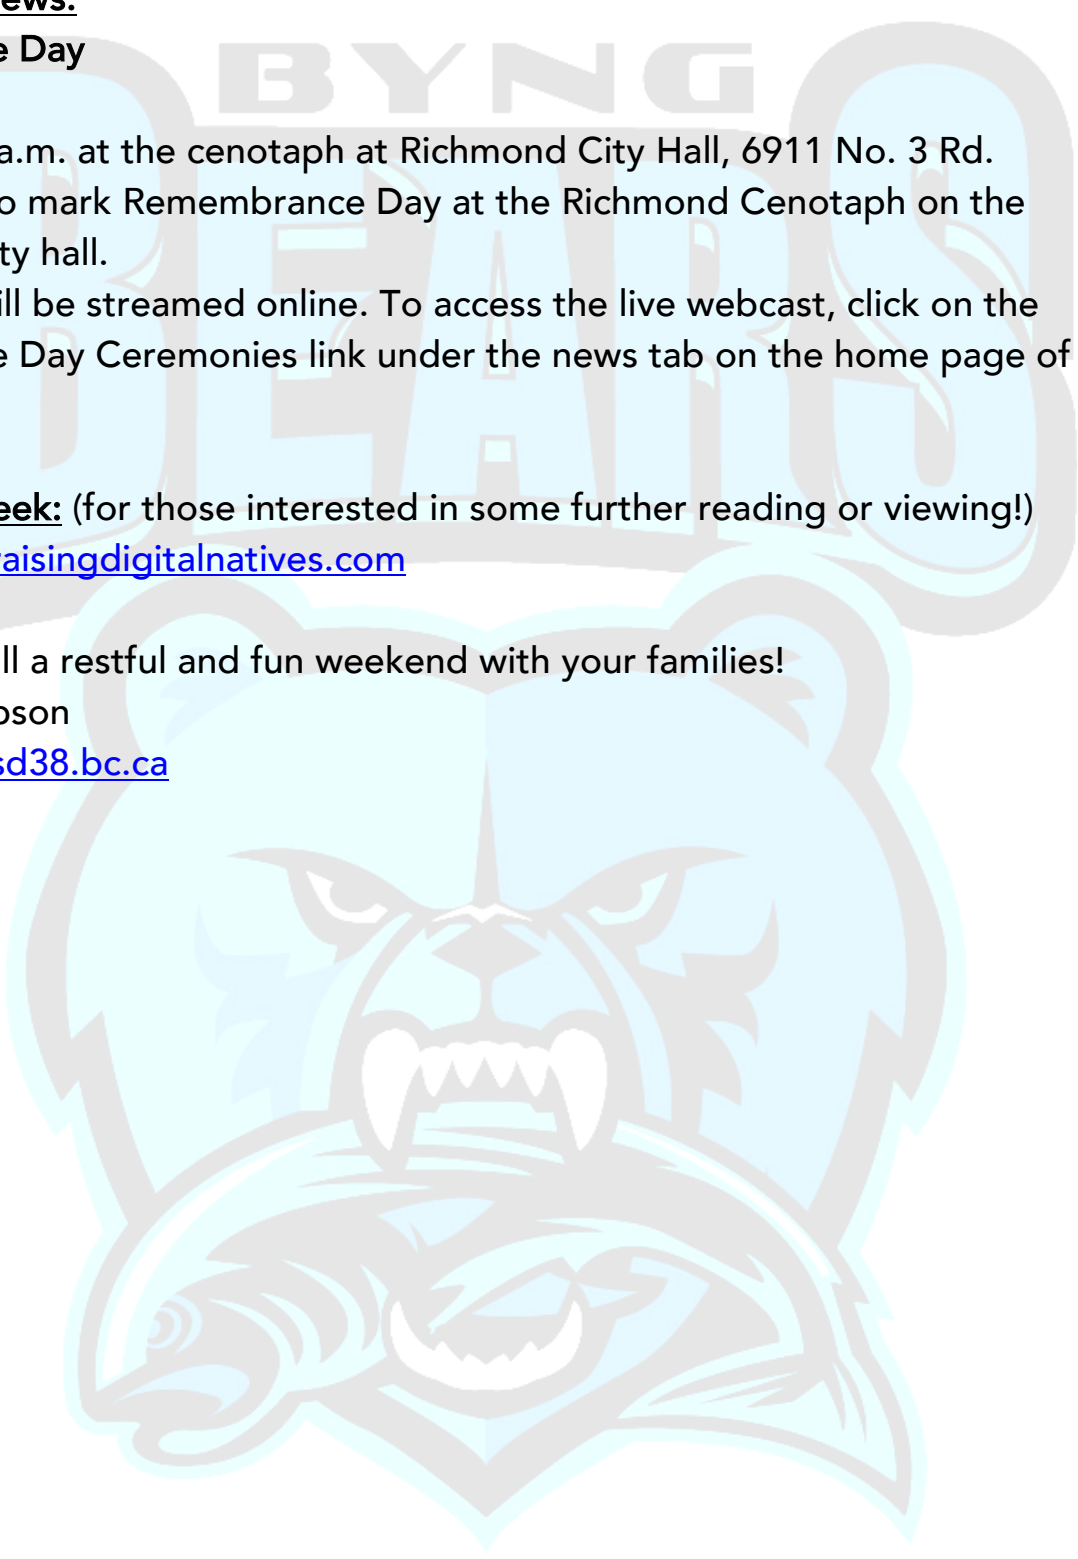 ews:
e Day
BYNG
BEARS
a.m. at the cenotaph at Richmond City Hall, 6911 No. 3 Rd.
o mark Remembrance Day at the Richmond Cenotaph on the
ty hall.
ill be streamed online. To access the live webcast, click on the
e Day Ceremonies link under the news tab on the home page of
eek: (for those interested in some further reading or viewing!)
raisingdigitalnatives.com
ll a restful and fun weekend with your families!
oson
sd38.bc.ca